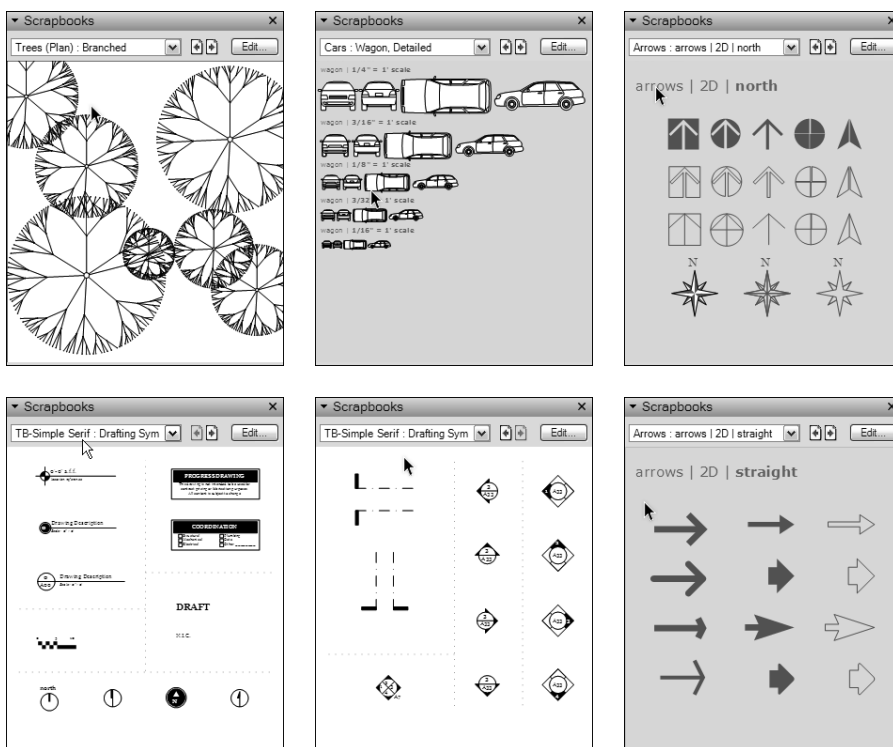 Scrapbooks
Trees (Plan) : Branched
Edit...
Scrapbooks
Cars : Wagon, Detailed
Edit...
wagon | 1/4" = 1' scale
wagon | 3/16" = 1' scale
wagon | 1/8" = 1' scale
wagon | 3/32" = 1' scale
wagon | 1/16" = 1' scale
Scrapbooks
Arrows : arrows | 2D | north
Edit...
arrows | 2D | north
N N N
Scrapbooks
TB-Simple Serif : Drafting Sym
Edit...
PROGRESS DRAWING
Drawing Description
COORDINATION
Drawing Description
DRAFT
N.I.C.
north
N
Scrapbooks
TB-Simple Serif : Drafting Sym
Edit...
Scrapbooks
Arrows : arrows | 2D | straight
Edit...
arrows | 2D | straight